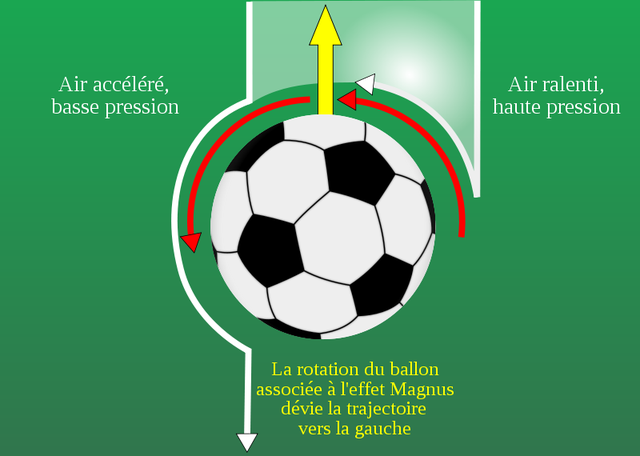 Air accéléré,
basse pression
Air ralenti,
haute pression
La rotation du ballon
associée à l'effet Magnus
dévie la trajectoire
vers la gauche